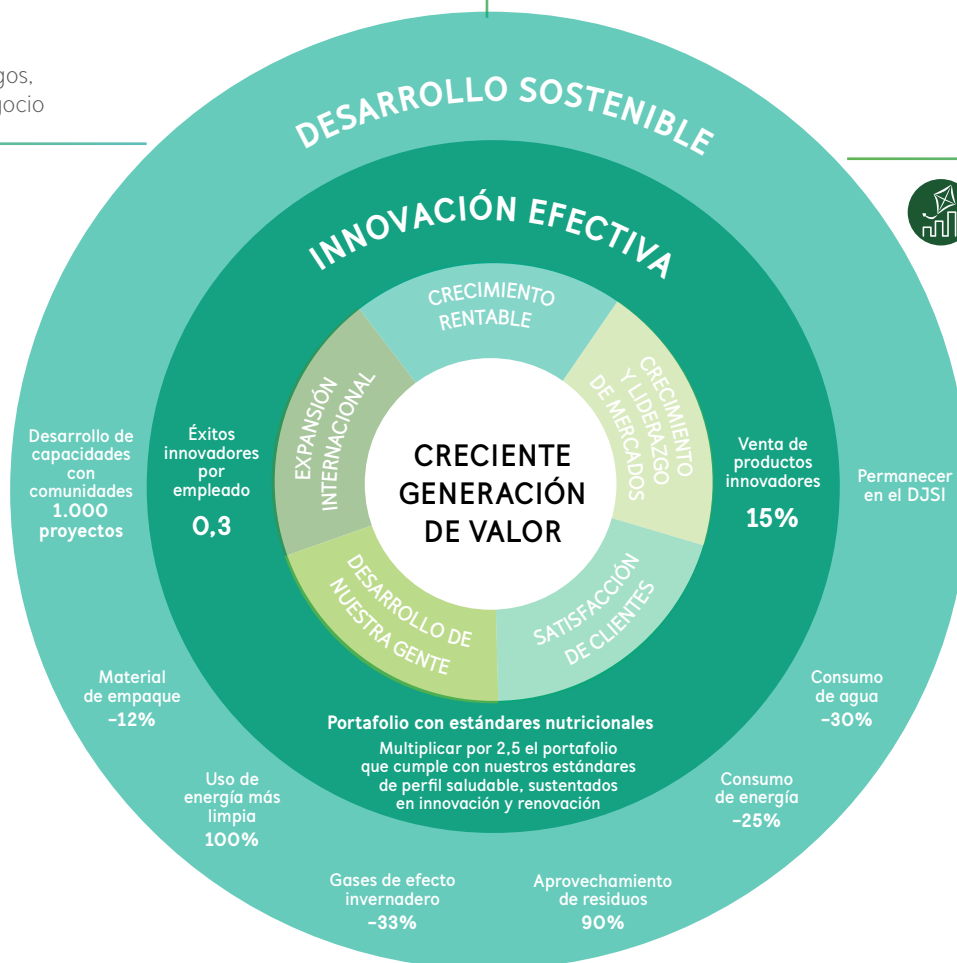 gos,
gocio
DESARROLLO SOSTENIBLE
INNOVACIÓN EFECTIVA
CRECIMIENTO
RENTABLE
EXPANSIÓN
INTERNACIONAL
CRECIMIENTO
Y LIDERAZGO
DE MERCADOS
CRECIENTE
GENERACIÓN
DE VALOR
DESARROLLO DE
NUESTRA GENTE
SATISFACCIÓN
DE CLIENTES
Desarrollo de
capacidades
con
comunidades
1.000
proyectos
Éxitos
innovadores
por
empleado
0,3
Venta de
productos
innovadores
15%
Permanecer
en el DJSI
Material
de empaque
-12%
Portafolio con estándares nutricionales
Multiplicar por 2,5 el portafolio
que cumple con nuestros estándares
de perfil saludable, sustentados
en innovación y renovación
Consumo
de agua
-30%
Uso de
energía más
limpia
100%
Consumo
de energía
-25%
Gases de efecto
invernadero
-33%
Aprovechamiento
de residuos
90%